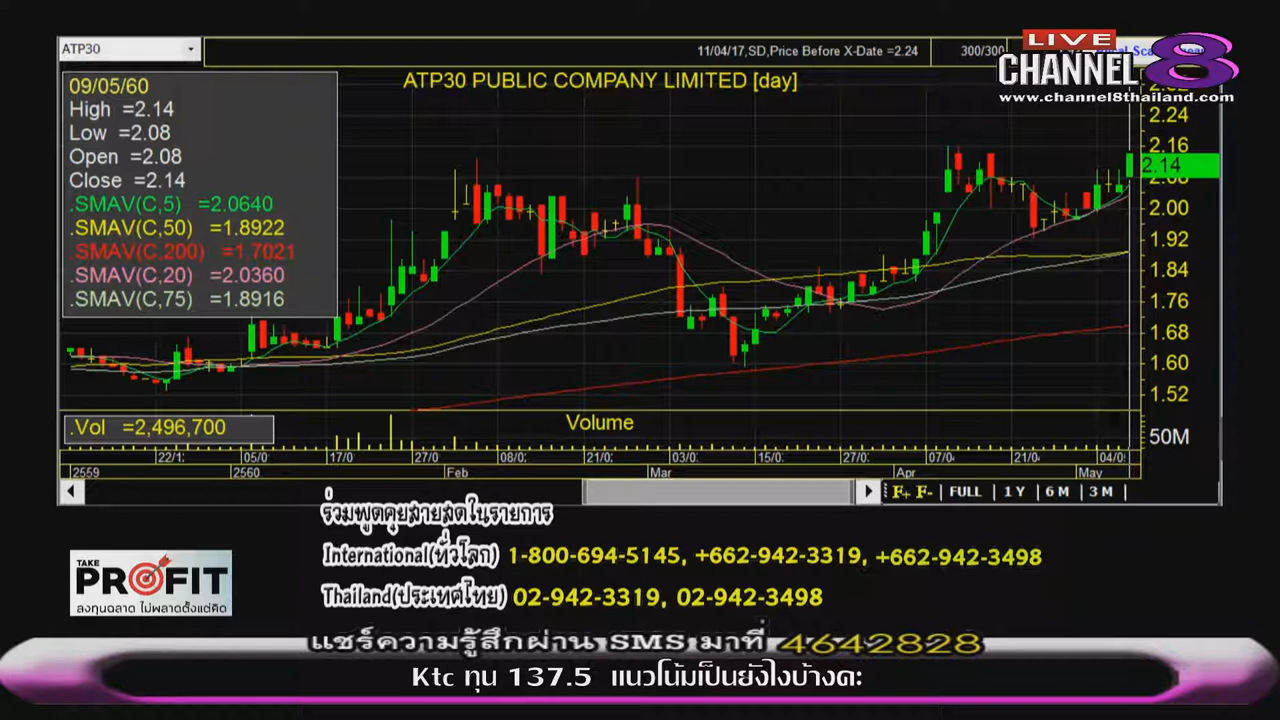 ATP30
11/04/17,SD,Price Before X-Date =2.24
300/300
LIVE
CHANNEL 8
www.channel8thailand.com
ATP30 PUBLIC COMPANY LIMITED [day]
09/05/60
High =2.14
Low =2.08
Open =2.08
Close =2.14
.SMAV(C,5) =2.0640
.SMAV(C,50) =1.8922
.SMAV(C,200) =1.7021
.SMAV(C,20) =2.0360
.SMAV(C,75) =1.8916
2.24
2.16
2.14
2.08
2.00
1.92
1.84
1.76
1.68
1.60
1.52
.Vol =2,496,700
Volume
50M
22/1: 05/0 17/0 27/0: 08/0: 21/0: 03/0: 15/0: 27/0: 07/0: 21/0: 04/0:
2559 2560 Feb Mar Apr May
F+ F- FULL 1 Y 6 M 3 M
0
ร่วมพูดคุยสายสดในรายการ
International(ทั่วโลก) 1-800-694-5145, +662-942-3319, +662-942-3498
Thailand(ประเทศไทย) 02-942-3319, 02-942-3498
TAKE
PROFIT
ลงทุนฉลาด ไม่พลาดตั้งแต่คิด
แชร์ความรู้สึกผ่าน SMS มาที่ 4642828
Ktc ทุน 137.5 แนวโน้มเป็นยังไงบ้างคะ